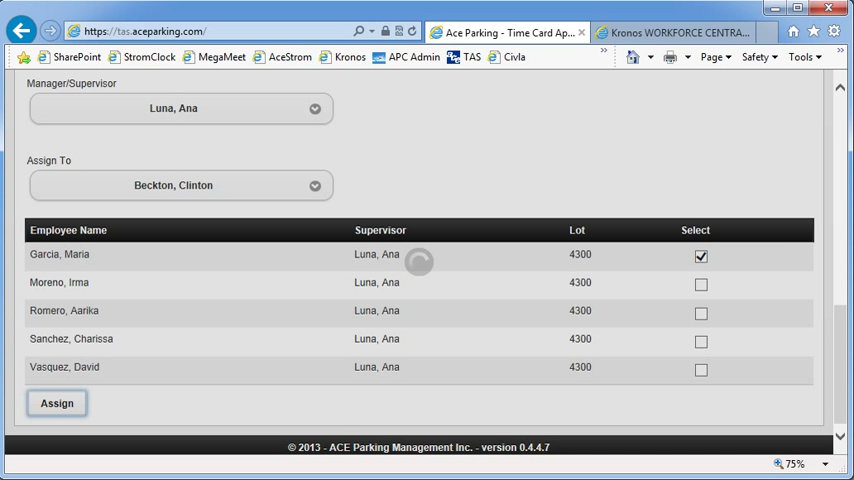 https://tas.aceparking.com/
Ace Parking - Time Card Ap...
Kronos WORKFORCE CENTRA...
SharePoint StromClock MegaMeet AceStrom Kronos APC Admin TAS Civla
Page Safety Tools
Manager/Supervisor
Luna, Ana
Assign To
Beckton, Clinton
Employee Name Supervisor Lot Select
Garcia, Maria Luna, Ana 4300
Moreno, Irma Luna, Ana 4300
Romero, Aarika Luna, Ana 4300
Sanchez, Charissa Luna, Ana 4300
Vasquez, David Luna, Ana 4300
Assign
© 2013 - ACE Parking Management Inc. - version 0.4.4.7
75%